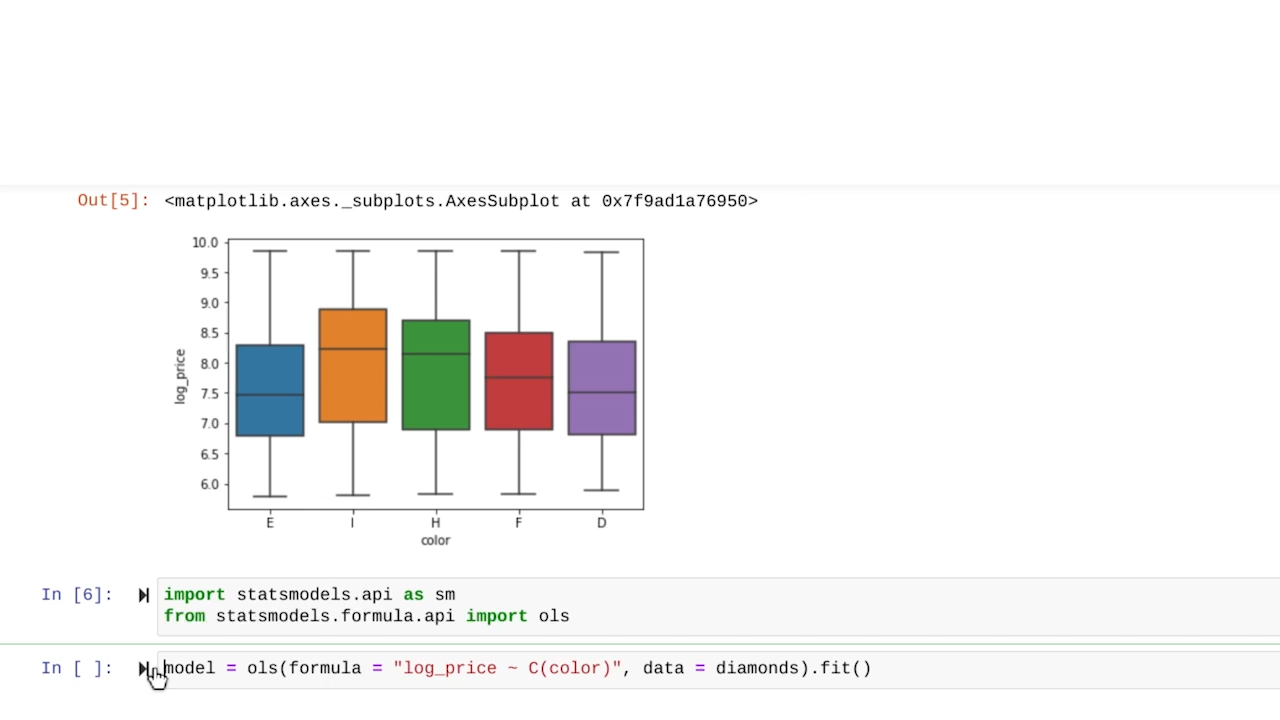 Out[5]: <matplotlib.axes._subplots.AxesSubplot at 0x7f9ad1a76950>
10.0
9.5
9.0
8.5
8.0
7.5
7.0
6.5
6.0
log_price
E I H F D
color
In [6]: import statsmodels.api as sm
from statsmodels.formula.api import ols
In [ ]: model = ols(formula = "log_price ~ C(color)", data = diamonds).fit()